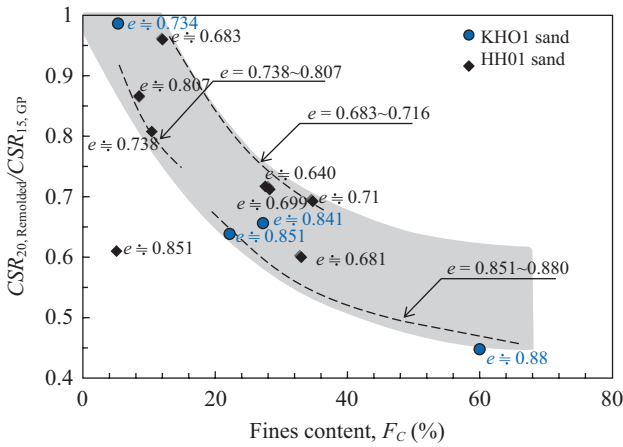 1
0.9
0.8
0.7
0.6
0.5
0.4
0
20
40
60
80
CSR20, Remolded/CSR15, GP
Fines content, FC (%)
KHO1 sand
HH01 sand
e ≒ 0.734
e ≒ 0.683
e ≒ 0.807
e = 0.738~0.807
e = 0.683~0.716
e ≒ 0.738
e ≒ 0.640
e ≒ 0.699
e ≒ 0.71
e ≒ 0.841
e ≒ 0.851
e ≒ 0.851
e ≒ 0.681
e = 0.851~0.880
e ≒ 0.88